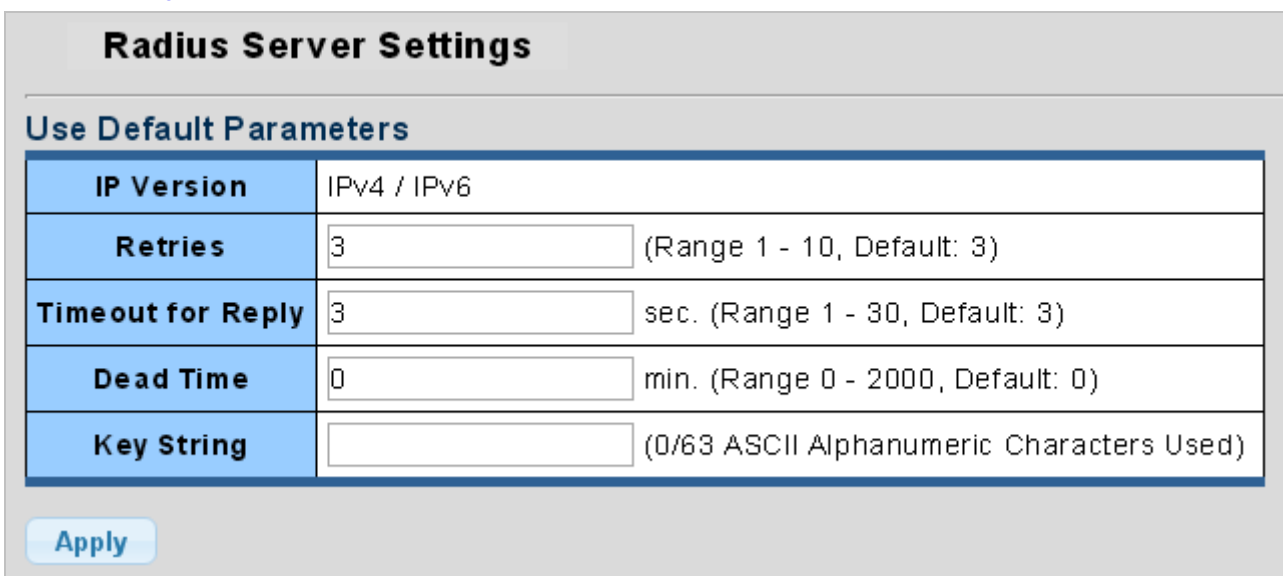 Radius Server Settings
Use Default Parameters
IP Version IPv4 / IPv6
Retries 3 (Range 1 - 10, Default: 3)
Timeout for Reply 3 sec. (Range 1 - 30, Default: 3)
Dead Time 0 min. (Range 0 - 2000, Default: 0)
Key String (0/63 ASCII Alphanumeric Characters Used)
Apply